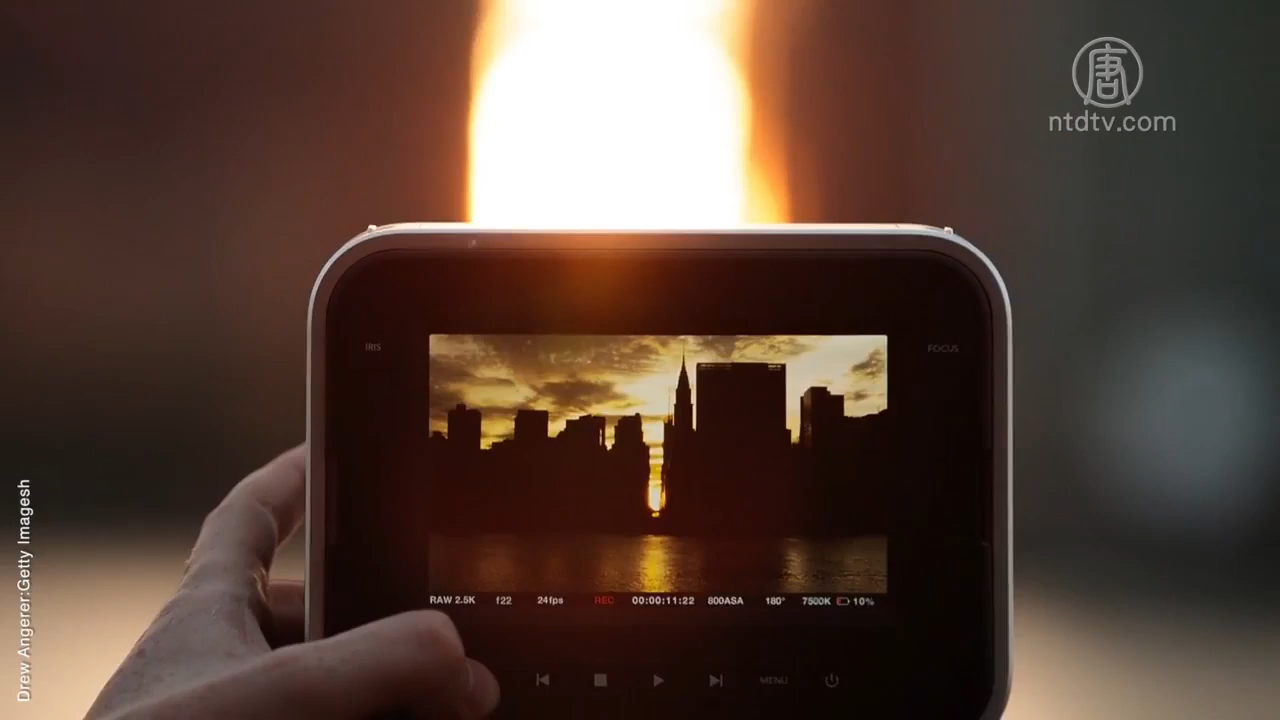 唐
ntdtv.com
IRIS
FOCUS
RAW 2.5K f22 24fps REC 00:00:11:22 800ASA 180° 7500K 10%
MENU
Drew Angerer:Getty Imagesh